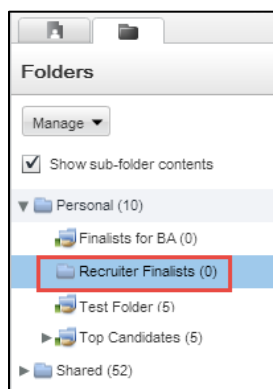 Folders
Manage
Show sub-folder contents
Personal (10)
Finalists for BA (0)
Recruiter Finalists (0)
Test Folder (5)
Top Candidates (5)
Shared (52)